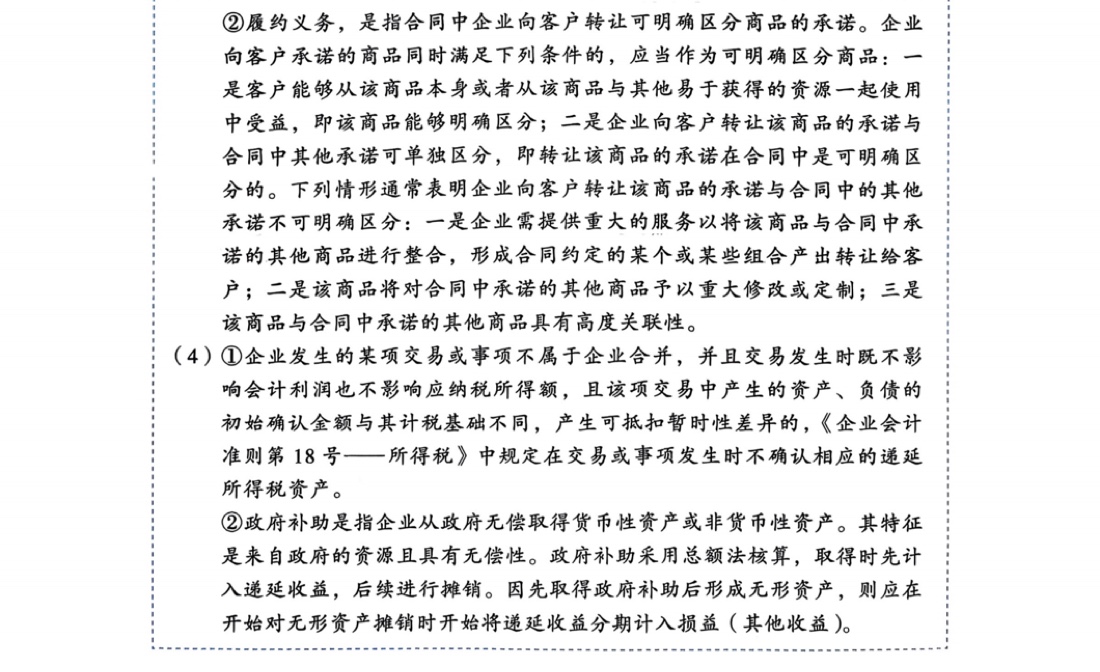 ②履约义务，是指合同中企业向客户转让可明确区分商品的承诺。企业
向客户承诺的商品同时满足下列条件的，应当作为可明确区分商品：一
是客户能够从该商品本身或者从该商品与其他易于获得的资源一起使用
中受益，即该商品能够明确区分；二是企业向客户转让该商品的承诺与
合同中其他承诺可单独区分，即转让该商品的承诺在合同中是可明确区
分的。下列情形通常表明企业向客户转让该商品的承诺与合同中的其他
承诺不可明确区分：一是企业需提供重大的服务以将该商品与合同中承
诺的其他商品进行整合，形成合同约定的某个或某些组合产出转让给客
户；二是该商品将对合同中承诺的其他商品予以重大修改或定制；三是
该商品与合同中承诺的其他商品具有高度关联性。
（4）①企业发生的某项交易或事项不属于企业合并，并且交易发生时既不影
响会计利润也不影响应纳税所得额，且该项交易中产生的资产、负债的
初始确认金额与其计税基础不同，产生可抵扣暂时性差异的，《企业会计
准则第 18 号——所得税》中规定在交易或事项发生时不确认相应的递延
所得税资产。
②政府补助是指企业从政府无偿取得货币性资产或非货币性资产。其特征
是来自政府的资源且具有无偿性。政府补助采用总额法核算，取得时先计
入递延收益，后续进行摊销。因先取得政府补助后形成无形资产，则应在
开始对无形资产摊销时开始将递延收益分期计入损益（其他收益）。